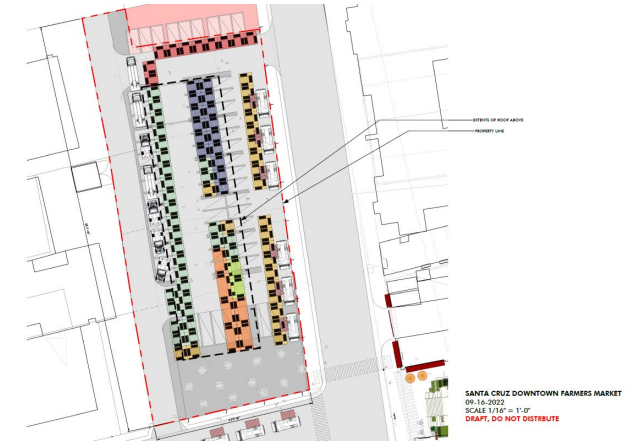 EXTENTS OF ROOF ABOVE
PROPERTY LINE
SANTA CRUZ DOWNTOWN FARMERS MARKET
09-16-2022
SCALE 1/16" = 1'-0"
DRAFT, DO NOT DISTRBUTE